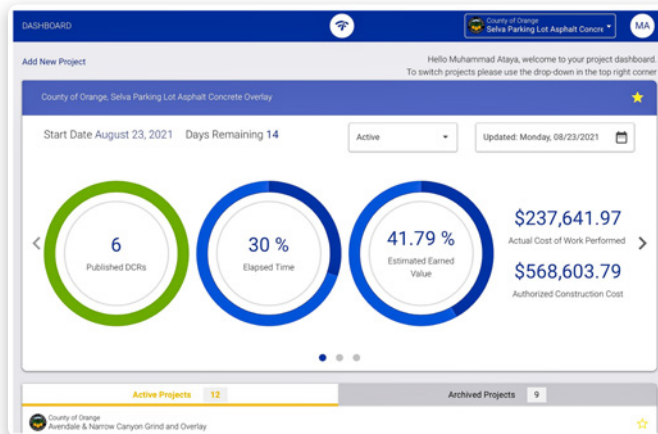 DASHBOARD
County of Orange
Selva Parking Lot Asphalt Concre
MA
Add New Project
Hello Muhammad Ataya, welcome to your project dashboard.
To switch projects please use the drop-down in the top right corner
County of Orange, Selva Parking Lot Asphalt Concrete Overlay
Start Date August 23, 2021 Days Remaining 14
Active
Updated: Monday, 08/23/2021
6
Published DCRs
30 %
Elapsed Time
41.79 %
Estimated Earned
Value
$237,641.97
Actual Cost of Work Performed
$568,603.79
Authorized Construction Cost
Active Projects 12
Archived Projects 9
County of Orange
Avendale & Narrow Canyon Grind and Overlay